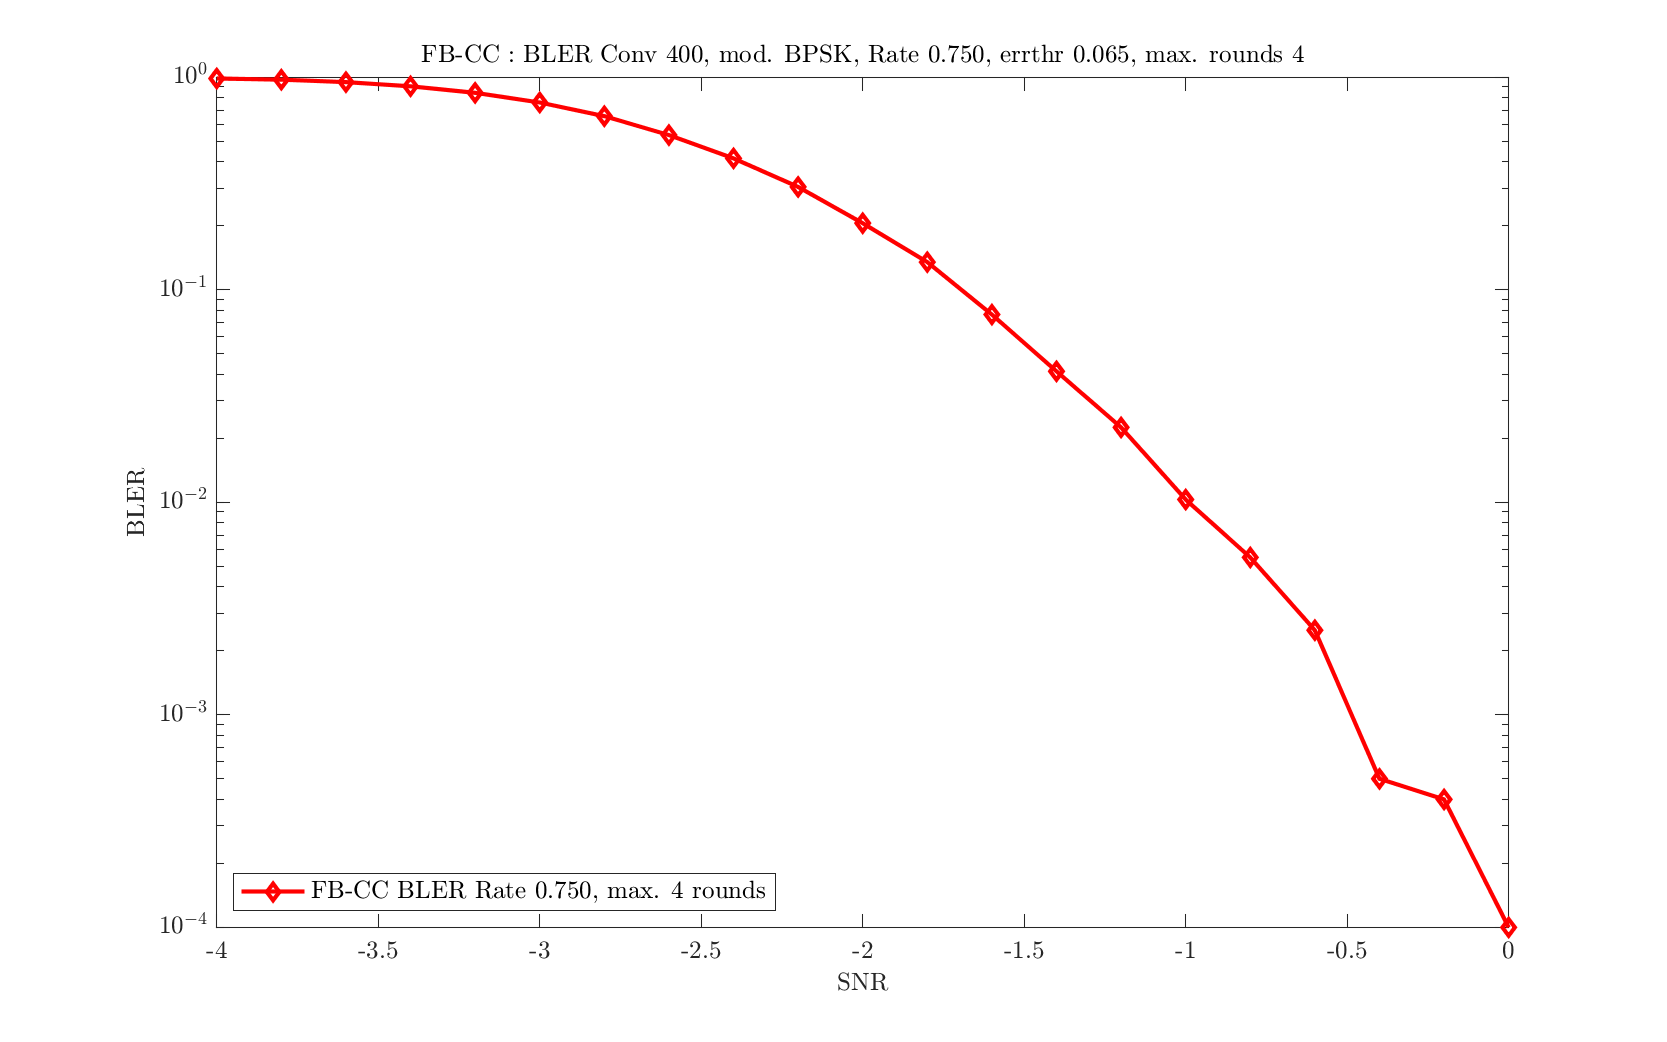 FB-CC : BLER Conv 400, mod. BPSK, Rate 0.750, errthr 0.065, max. rounds 4
10^0
10^-1
10^-2
10^-3
10^-4
BLER
FB-CC BLER Rate 0.750, max. 4 rounds
-4 -3.5 -3 -2.5 -2 -1.5 -1 -0.5 0
SNR